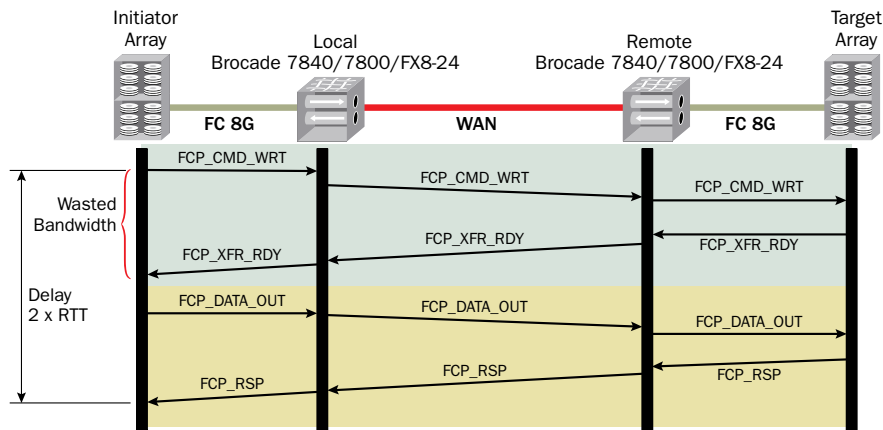 Initiator
Array
Local
Brocade 7840/7800/FX8-24
Remote
Brocade 7840/7800/FX8-24
Target
Array
FC 8G
WAN
FC 8G
FCP_CMD_WRT
FCP_CMD_WRT
FCP_CMD_WRT
Wasted
Bandwidth
FCP_XFR_RDY
FCP_XFR_RDY
FCP_XFR_RDY
Delay
2 x RTT
FCP_DATA_OUT
FCP_DATA_OUT
FCP_DATA_OUT
FCP_RSP
FCP_RSP
FCP_RSP